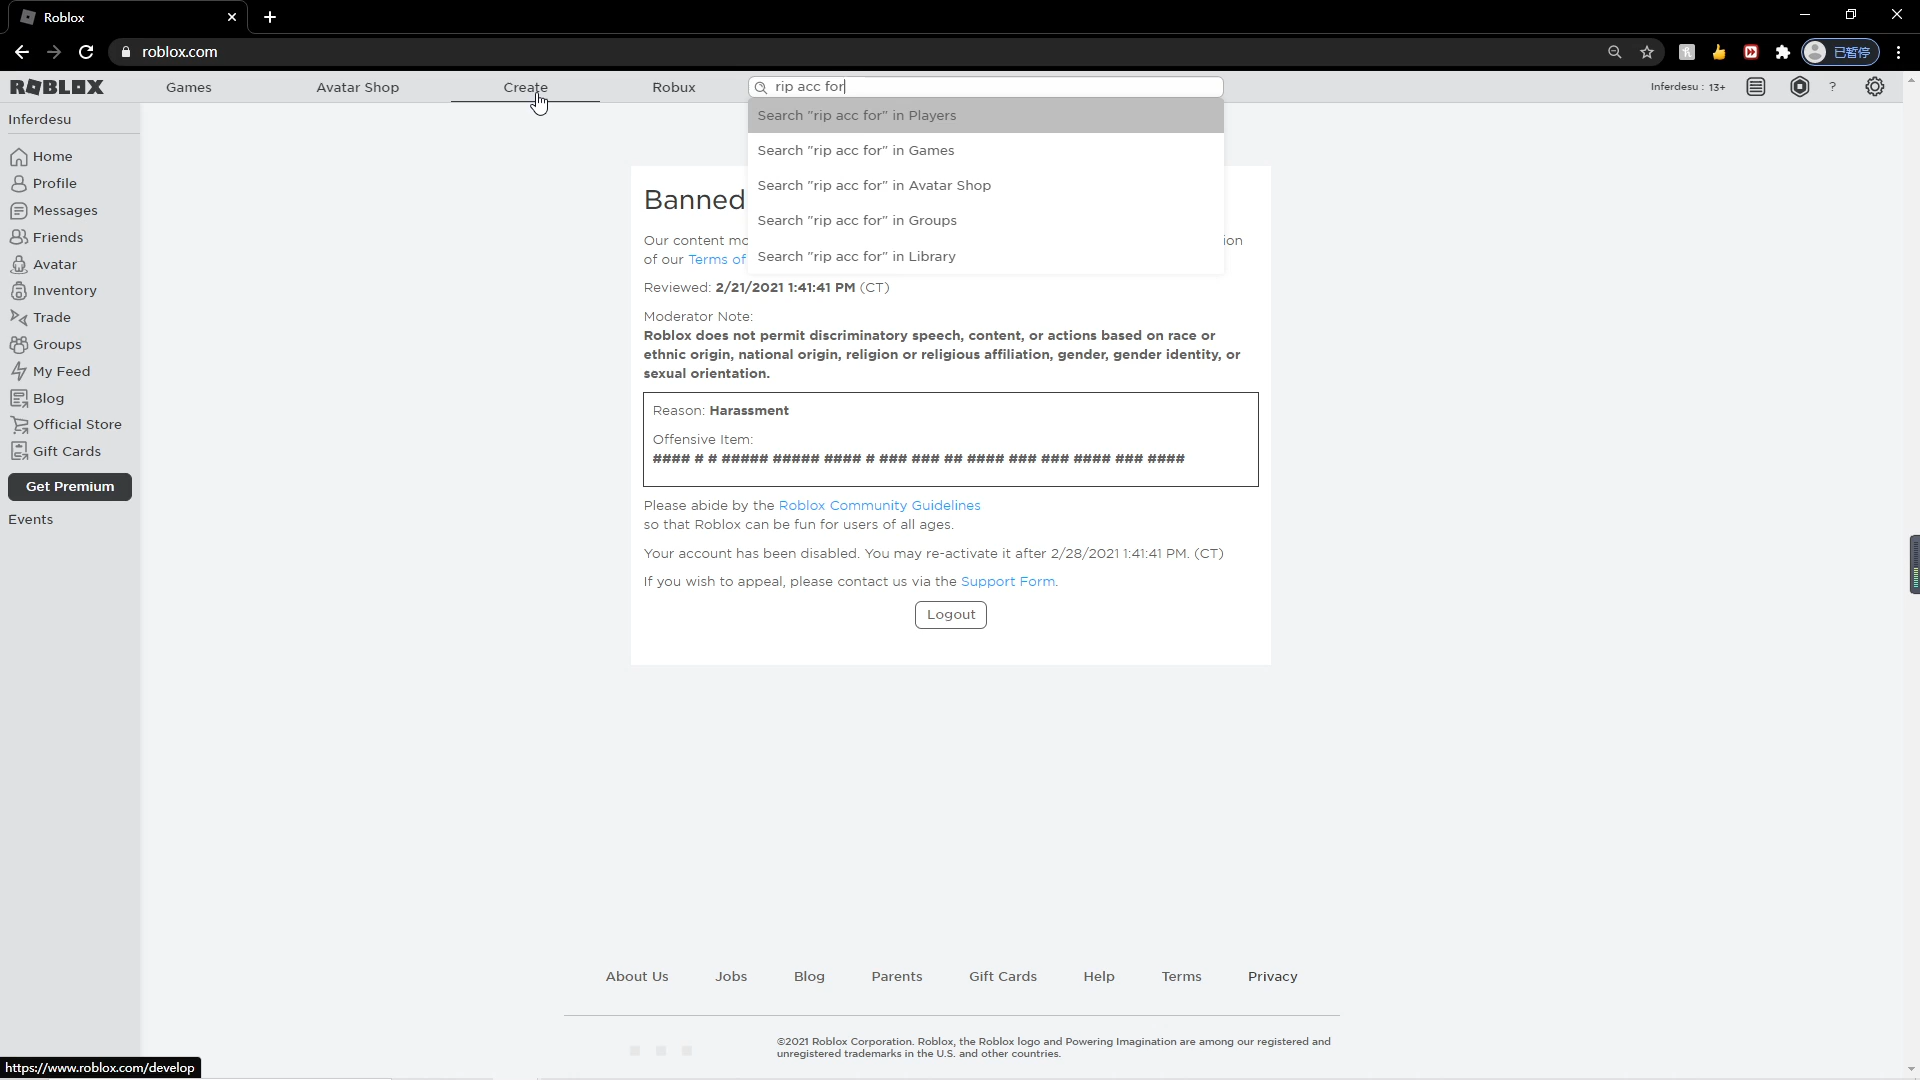 Roblox
roblox.com
已暂停
ROBLOX
Games
Avatar Shop
Create
Robux
rip acc for
Inferdesu : 13+
?
Inferdesu
Home
Profile
Messages
Friends
Avatar
Inventory
Trade
Groups
My Feed
Blog
Official Store
Gift Cards
Get Premium
Events
Search "rip acc for" in Players
Search "rip acc for" in Games
Search "rip acc for" in Avatar Shop
Search "rip acc for" in Groups
Search "rip acc for" in Library
Banned
Our content mo ion
of our Terms of
Reviewed: 2/21/2021 1:41:41 PM (CT)
Moderator Note:
Roblox does not permit discriminatory speech, content, or actions based on race or
ethnic origin, national origin, religion or religious affiliation, gender, gender identity, or
sexual orientation.
Reason: Harassment
Offensive Item:
#### # # ##### ##### #### # ### ### ## #### ### ### #### ### ####
Please abide by the Roblox Community Guidelines
so that Roblox can be fun for users of all ages.
Your account has been disabled. You may re-activate it after 2/28/2021 1:41:41 PM. (CT)
If you wish to appeal, please contact us via the Support Form.
Logout
About Us
Jobs
Blog
Parents
Gift Cards
Help
Terms
Privacy
©2021 Roblox Corporation. Roblox, the Roblox logo and Powering Imagination are among our registered and
unregistered trademarks in the U.S. and other countries.
https://www.roblox.com/develop